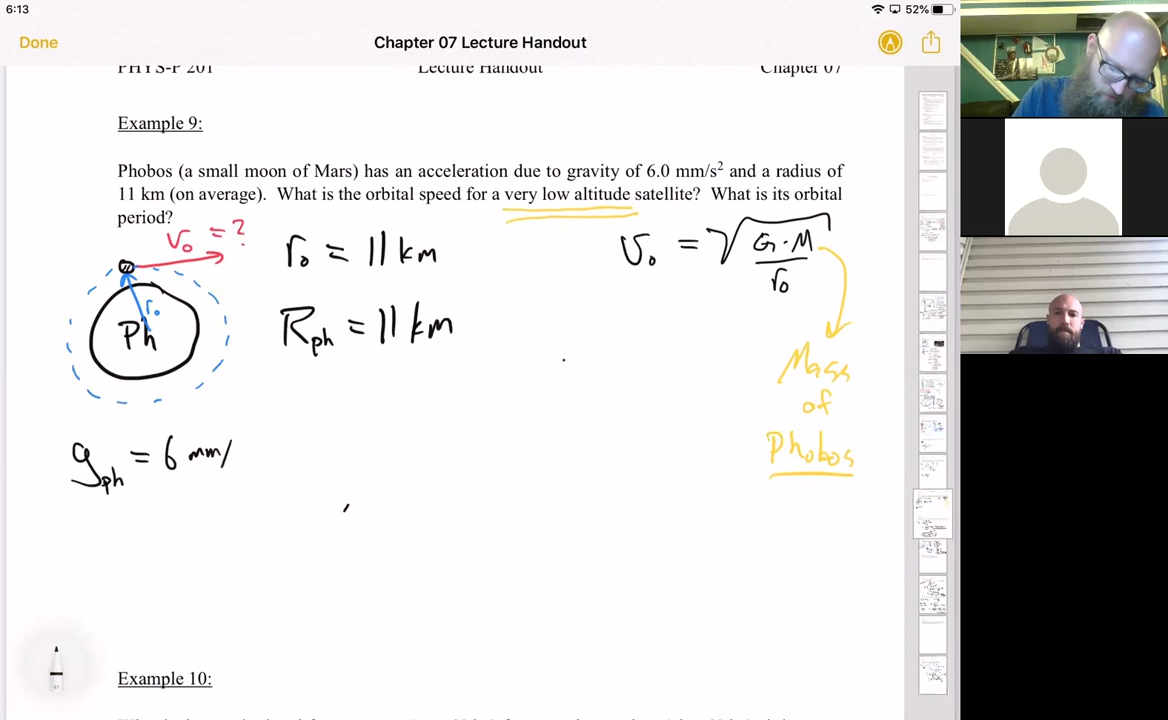 6:13
52%
Done
Chapter 07 Lecture Handout
PHYS-P 201
Lecture Handout
Chapter 07
Example 9:
Phobos (a small moon of Mars) has an acceleration due to gravity of 6.0 mm/s² and a radius of
11 km (on average). What is the orbital speed for a very low altitude satellite? What is its orbital
period?
v₀ = ?
r₀
Ph
r₀ = 11 km
R_ph = 11 km
v₀ = √(G·M / r₀)
Mass
of
Phobos
g_ph = 6 mm/
Example 10: